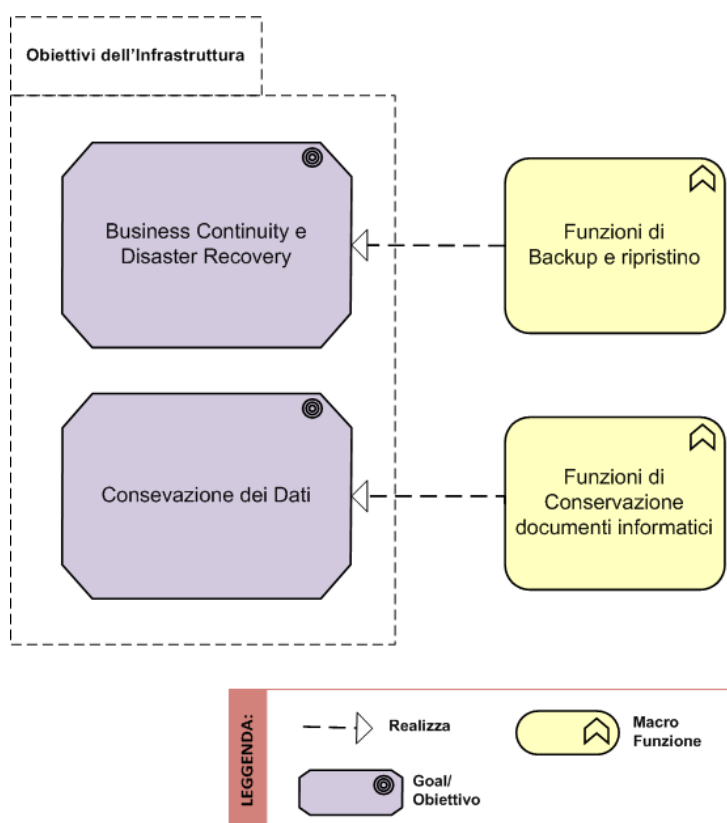 Obiettivi dell'Infrastruttura
Business Continuity e
Disaster Recovery
Funzioni di
Backup e ripristino
Consevazione dei Dati
Funzioni di
Conservazione
documenti informatici
LEGGENDA:
Realizza
Macro
Funzione
Goal/
Obiettivo